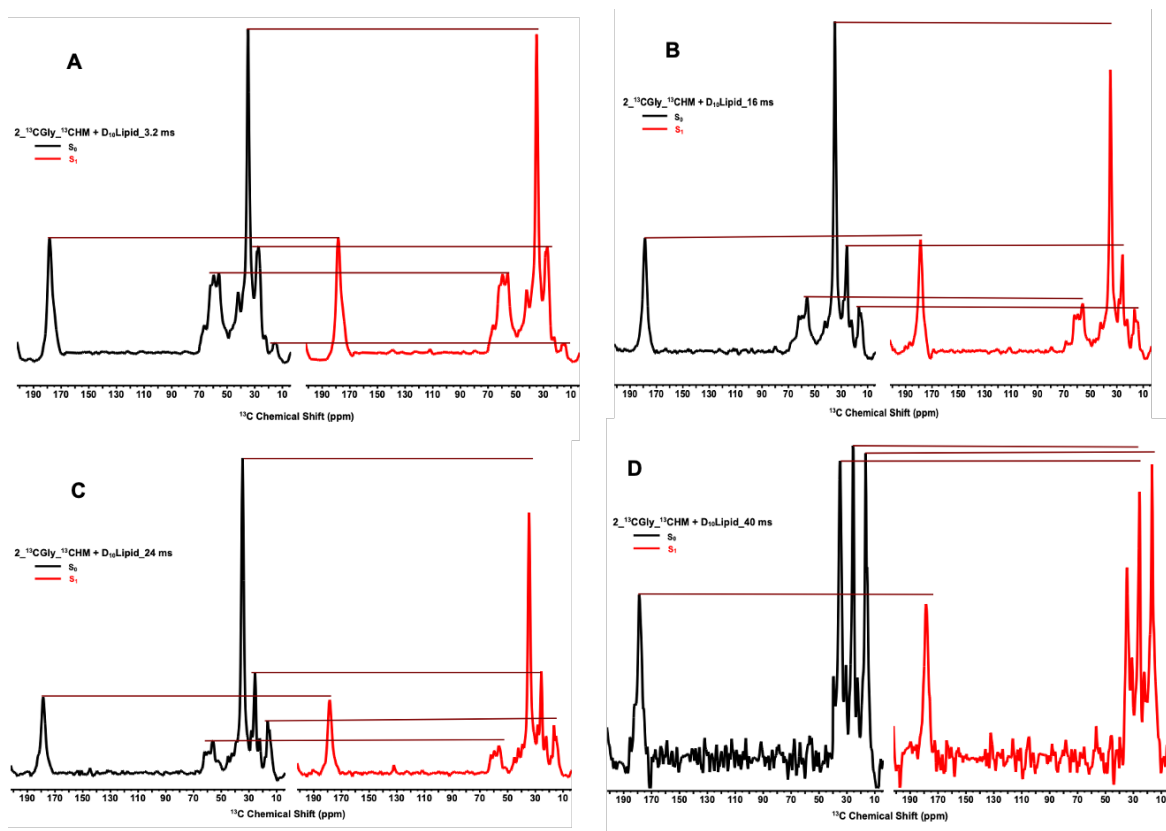 A
2_¹³CGly_¹³CHM + D₁₀Lipid_3.2 ms
S₀
S₁
190 170 150 130 110 90 70 50 30 10 190 170 150 130 110 90 70 50 30 10
¹³C Chemical Shift (ppm)
B
2_¹³CGly_¹³CHM + D₁₀Lipid_16 ms
S₀
S₁
190 170 150 130 110 90 70 50 30 10 190 170 150 130 110 90 70 50 30 10
¹³C Chemical Shift (ppm)
C
2_¹³CGly_¹³CHM + D₁₀Lipid_24 ms
S₀
S₁
190 170 150 130 110 90 70 50 30 10 190 170 150 130 110 90 70 50 30 10
¹³C Chemical Shift (ppm)
D
2_¹³CGly_¹³CHM + D₁₀Lipid_40 ms
S₀
S₁
190 170 150 130 110 90 70 50 30 10 190 170 150 130 110 90 70 50 30 10
¹³C Chemical Shift (ppm)